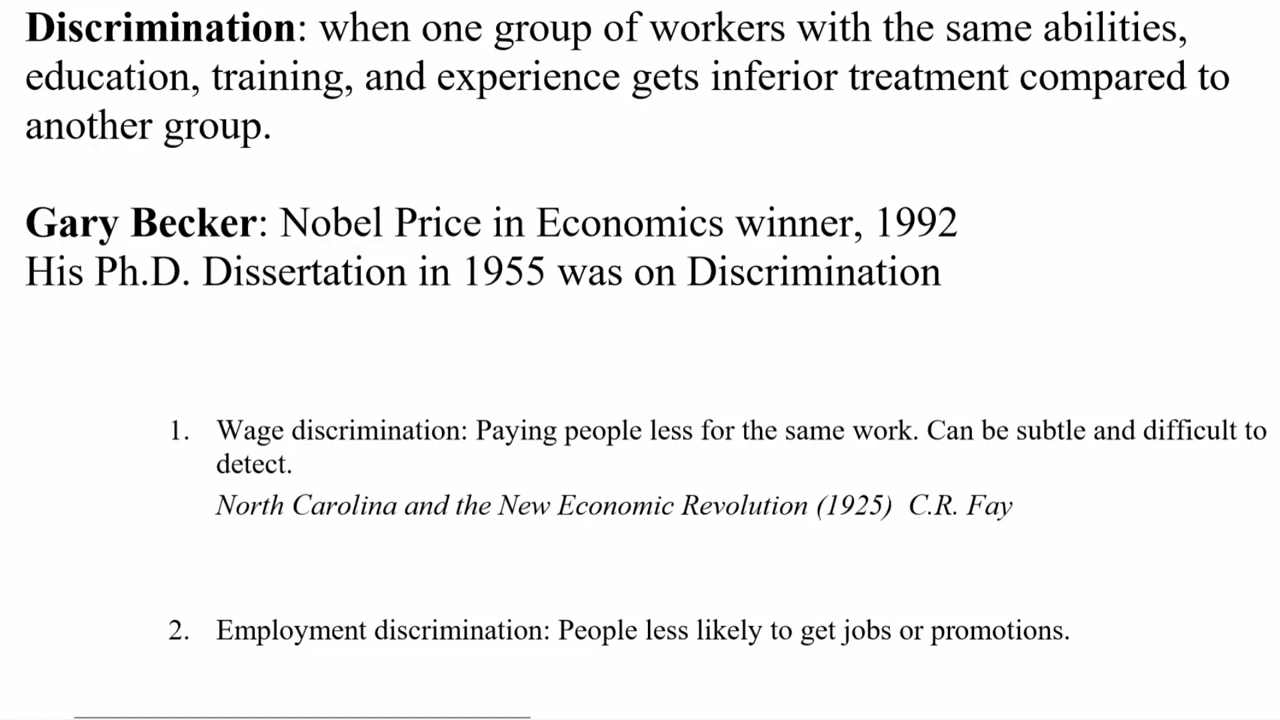 Discrimination: when one group of workers with the same abilities,
education, training, and experience gets inferior treatment compared to
another group.
Gary Becker: Nobel Price in Economics winner, 1992
His Ph.D. Dissertation in 1955 was on Discrimination
1. Wage discrimination: Paying people less for the same work. Can be subtle and difficult to
detect.
North Carolina and the New Economic Revolution (1925) C.R. Fay
2. Employment discrimination: People less likely to get jobs or promotions.